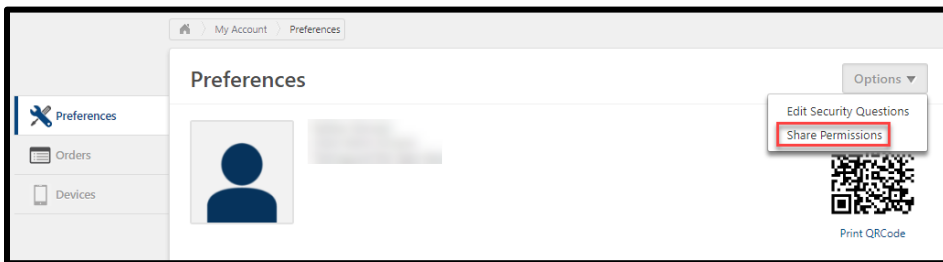 My Account Preferences
Preferences
Options ▼
Edit Security Questions
Share Permissions
Preferences
Orders
Devices
Print QRCode